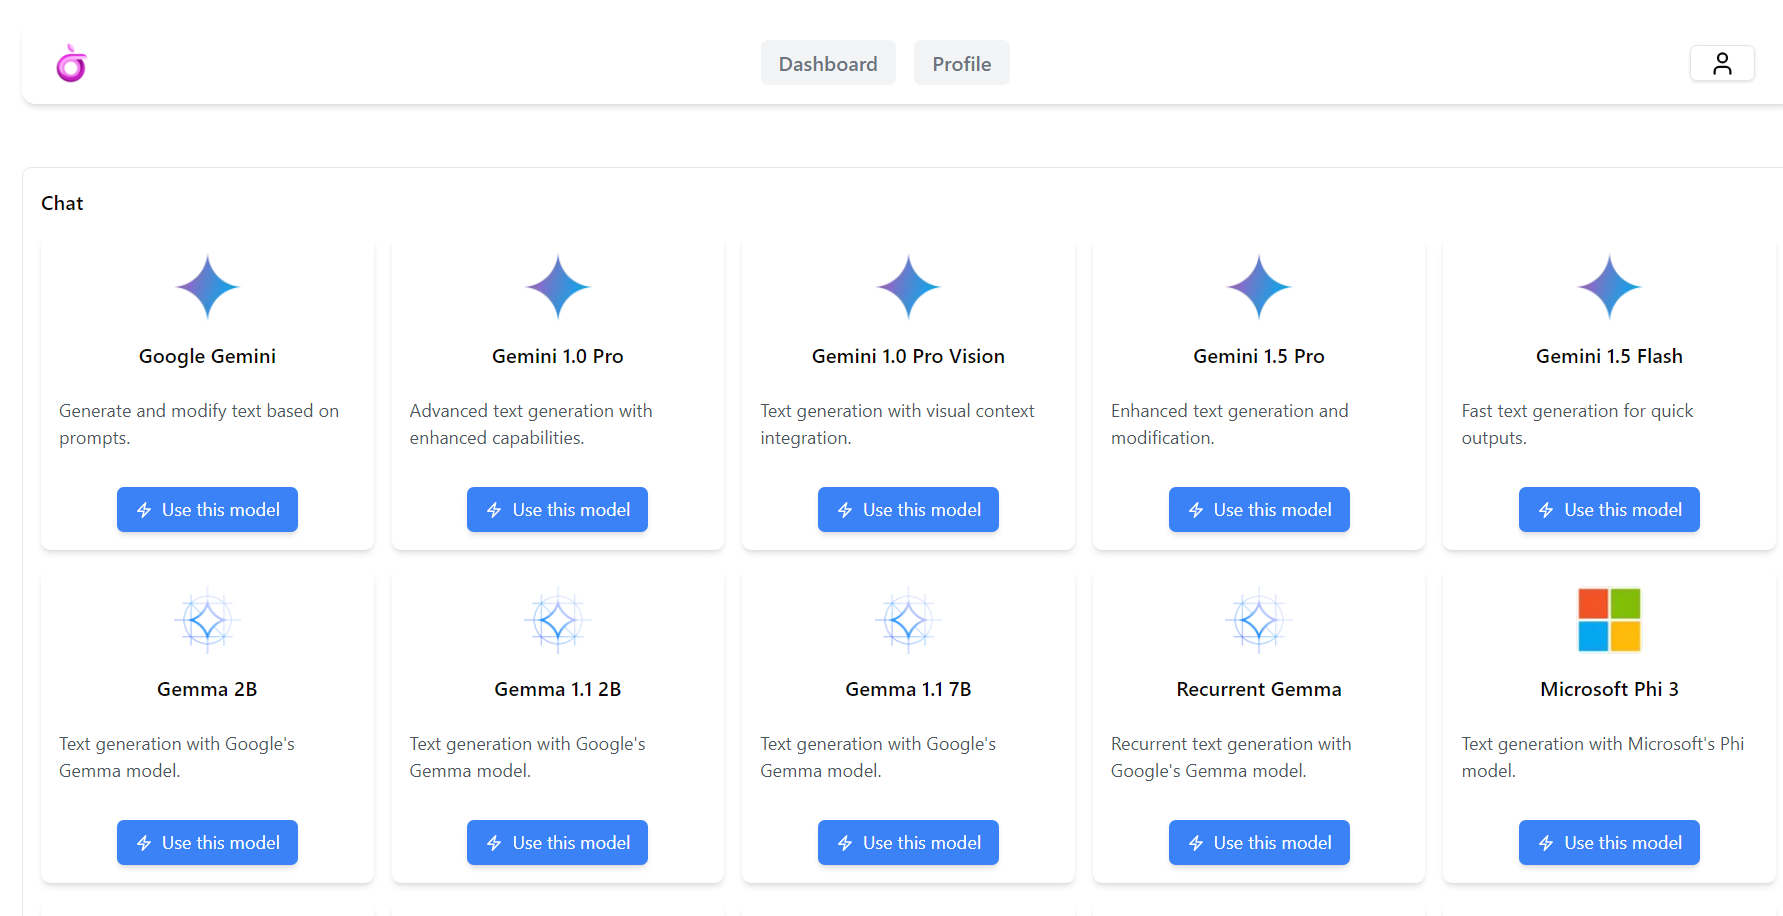 Dashboard
Profile
Chat
Google Gemini
Generate and modify text based on
prompts.
Use this model
Gemini 1.0 Pro
Advanced text generation with
enhanced capabilities.
Use this model
Gemini 1.0 Pro Vision
Text generation with visual context
integration.
Use this model
Gemini 1.5 Pro
Enhanced text generation and
modification.
Use this model
Gemini 1.5 Flash
Fast text generation for quick
outputs.
Use this model
Gemma 2B
Text generation with Google's
Gemma model.
Use this model
Gemma 1.1 2B
Text generation with Google's
Gemma model.
Use this model
Gemma 1.1 7B
Text generation with Google's
Gemma model.
Use this model
Recurrent Gemma
Recurrent text generation with
Google's Gemma model.
Use this model
Microsoft Phi 3
Text generation with Microsoft's Phi
model.
Use this model